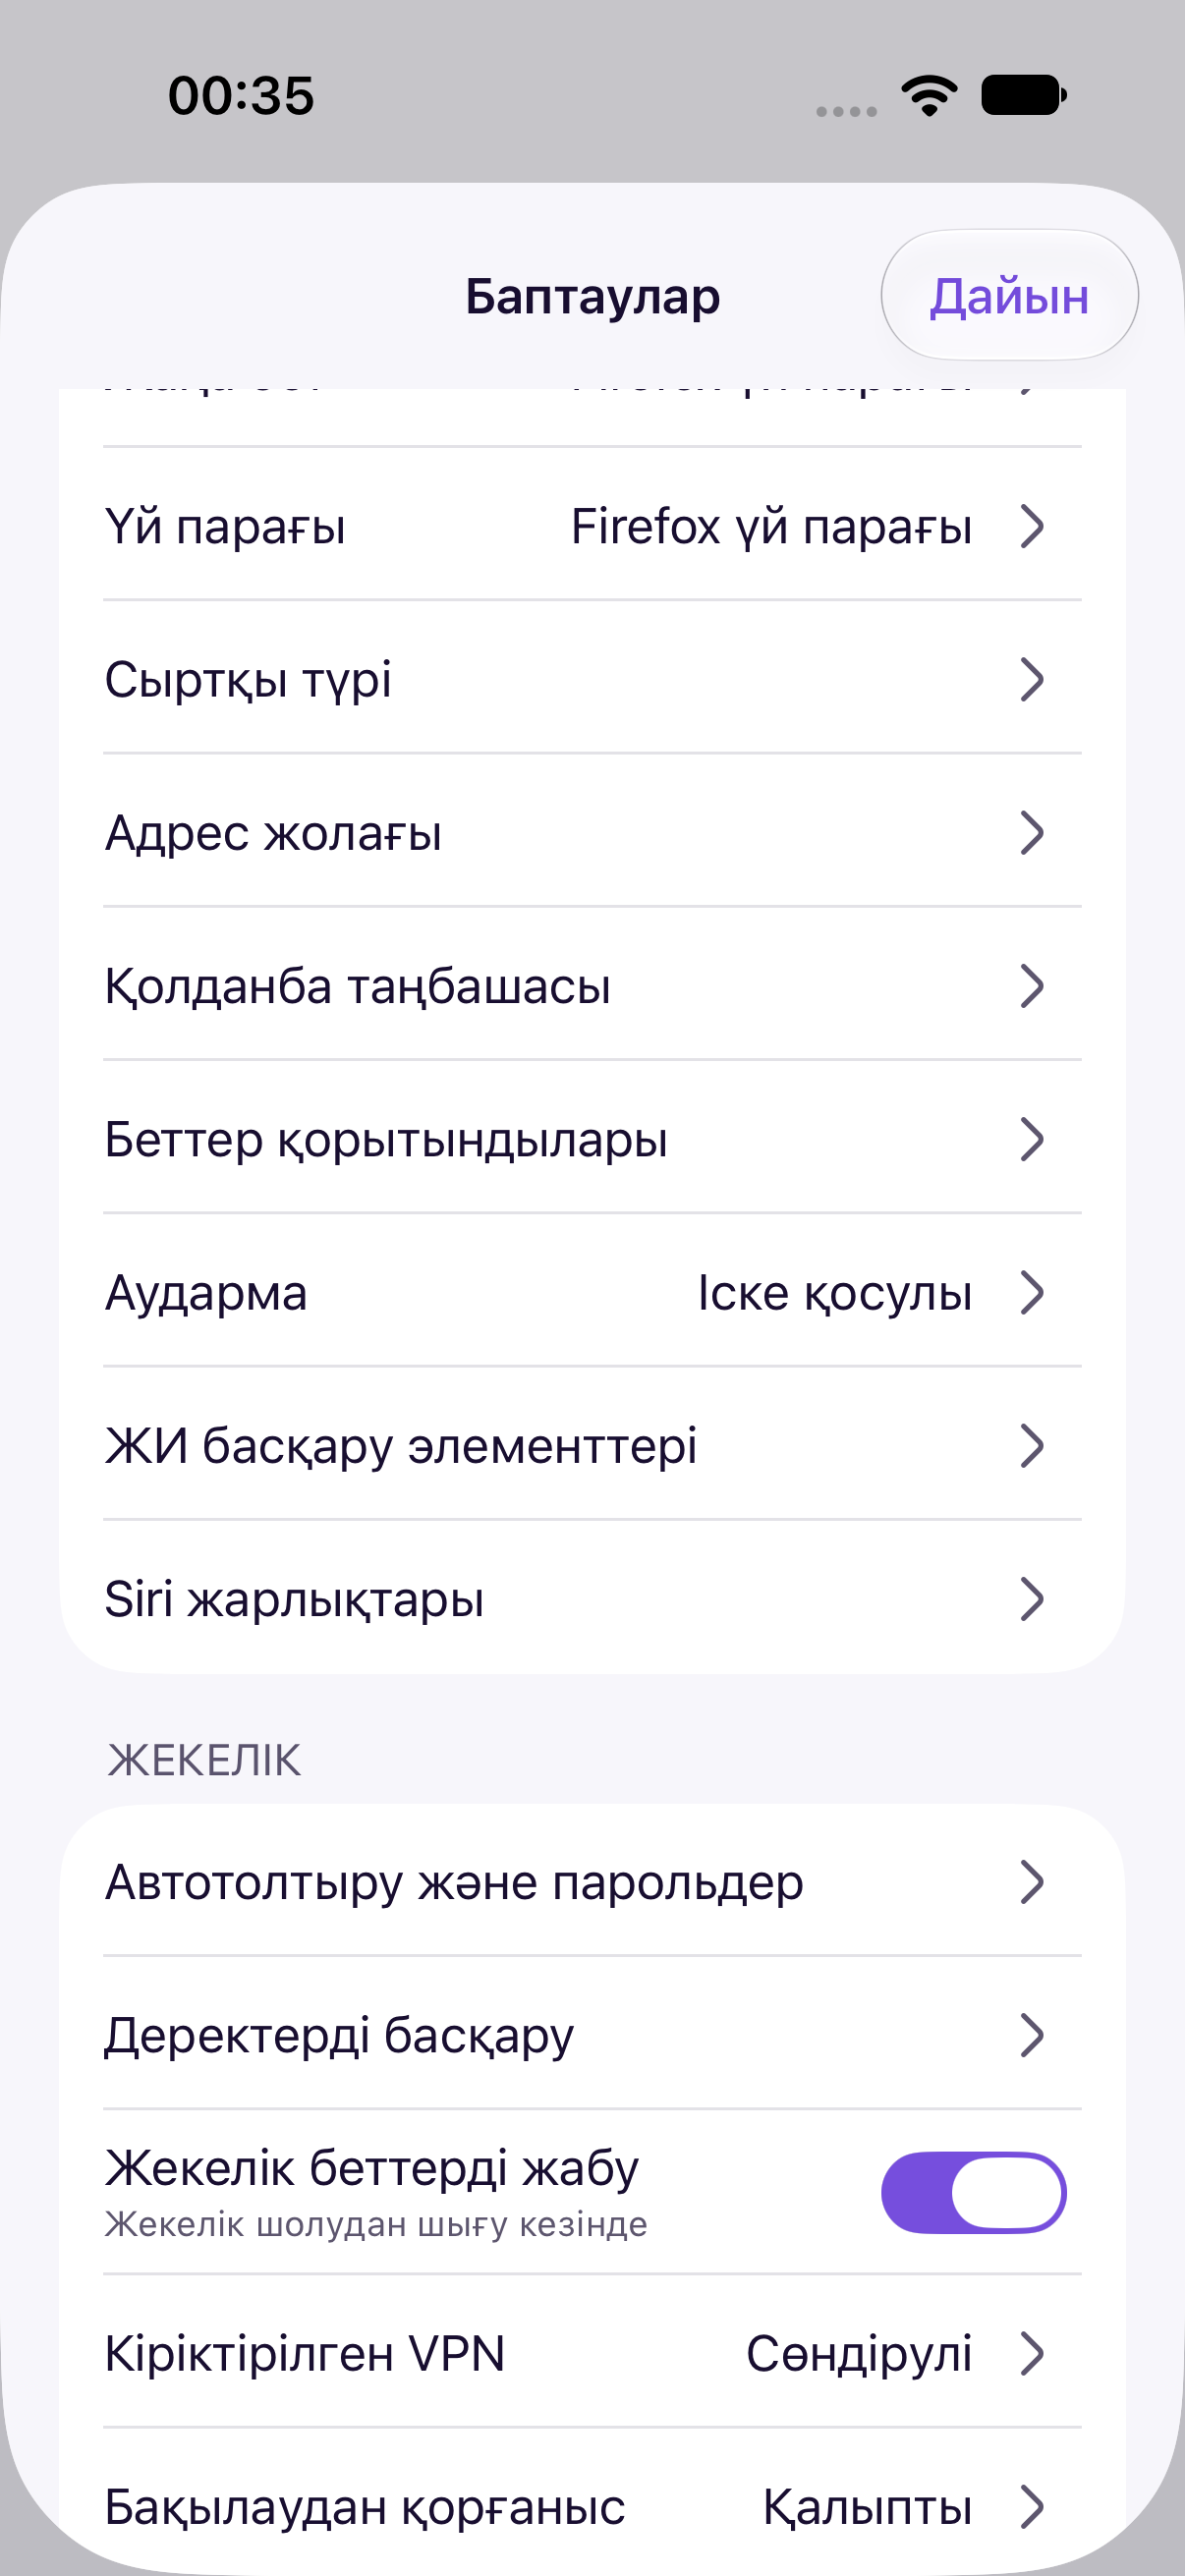 00:35
Баптаулар
Дайын
Үй парағы
Firefox үй парағы
Сыртқы түрі
Адрес жолағы
Қолданба таңбашасы
Беттер қорытындылары
Аударма
Іске қосулы
ЖИ басқару элементтері
Siri жарлықтары
ЖЕКЕЛІК
Автотолтыру және парольдер
Деректерді басқару
Жекелік беттерді жабу
Жекелік шолудан шығу кезінде
Кіріктірілген VPN
Сөндірулі
Бақылаудан қорғаныс
Қалыпты